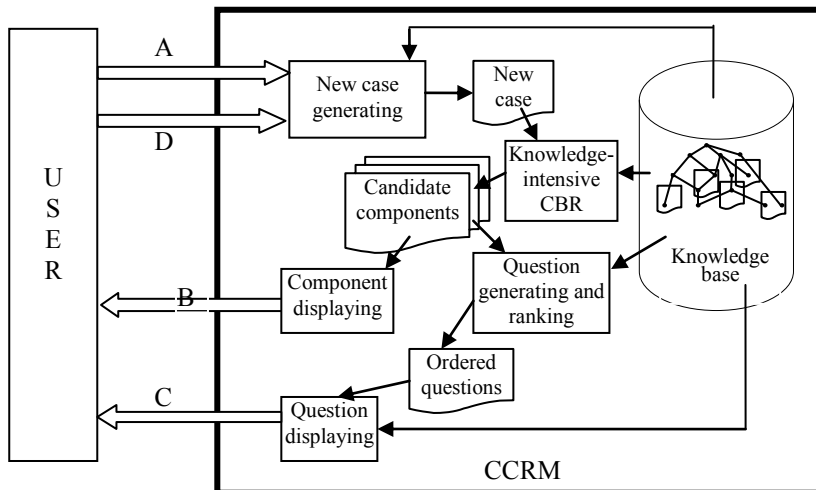 A
D
U
S
E
R
B
C
New case
generating
New
case
Knowledge-
intensive
CBR
Candidate
components
Component
displaying
Question
generating and
ranking
Knowledge
base
Ordered
questions
Question
displaying
CCRM